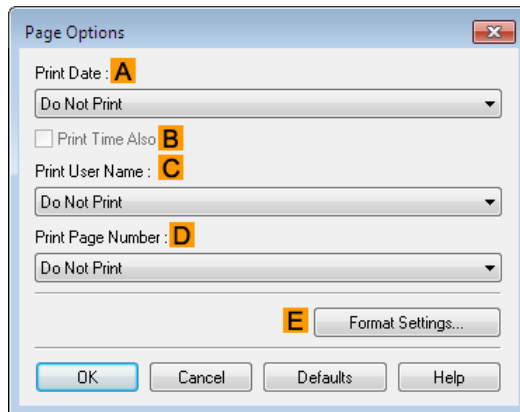 Page Options
Print Date : A
Do Not Print
Print Time Also B
Print User Name : C
Do Not Print
Print Page Number : D
Do Not Print
E Format Settings...
OK Cancel Defaults Help